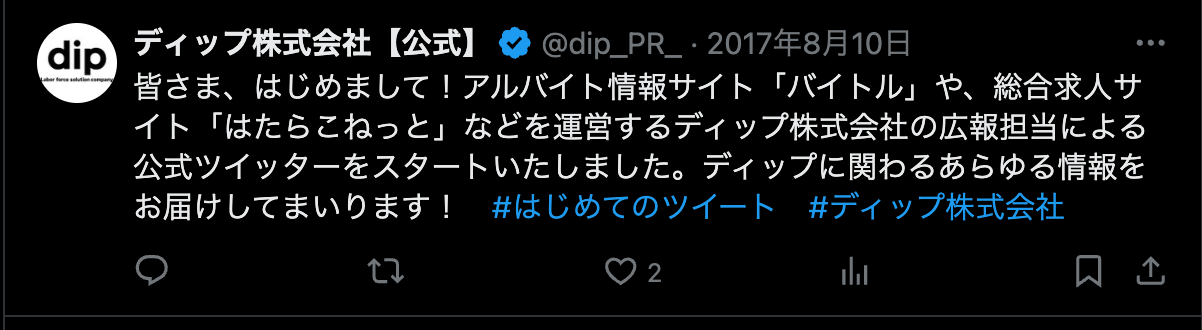 dip
Labor force solution company
ディップ株式会社【公式】 @dip_PR_ · 2017年8月10日
皆さま、はじめまして！アルバイト情報サイト「バイトル」や、総合求人サ
イト「はたらこねっと」などを運営するディップ株式会社の広報担当による
公式ツイッターをスタートいたしました。ディップに関わるあらゆる情報を
お届けしてまいります！　#はじめてのツイート　#ディップ株式会社
2